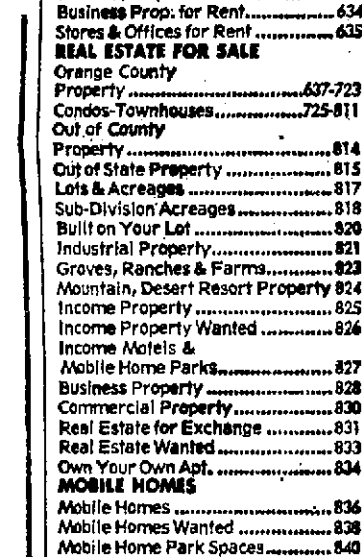 Business Prop. for Rent..................634
Stores & Offices for Rent ..............635
REAL ESTATE FOR SALE
Orange County
Property ..............................637-723
Condos-Townhouses...........725-811
Out of County
Property....................................814
Out of State Property ..................815
Lots & Acreages ........................817
Sub-Division Acreages................818
Built on Your Lot........................820
Industrial Property.....................821
Groves, Ranches & Farms...........823
Mountain, Desert Resort Property 824
Income Property ........................825
Income Property Wanted ............826
Income Motels &
Mobile Home Parks....................827
Business Property ......................828
Commercial Property..................830
Real Estate for Exchange ............831
Real Estate Wanted....................833
Own Your Own Apt. ...................834
MOBILE HOMES
Mobile Homes ..........................836
Mobile Homes Wanted ...............838
Mobile Home Park Spaces...........840